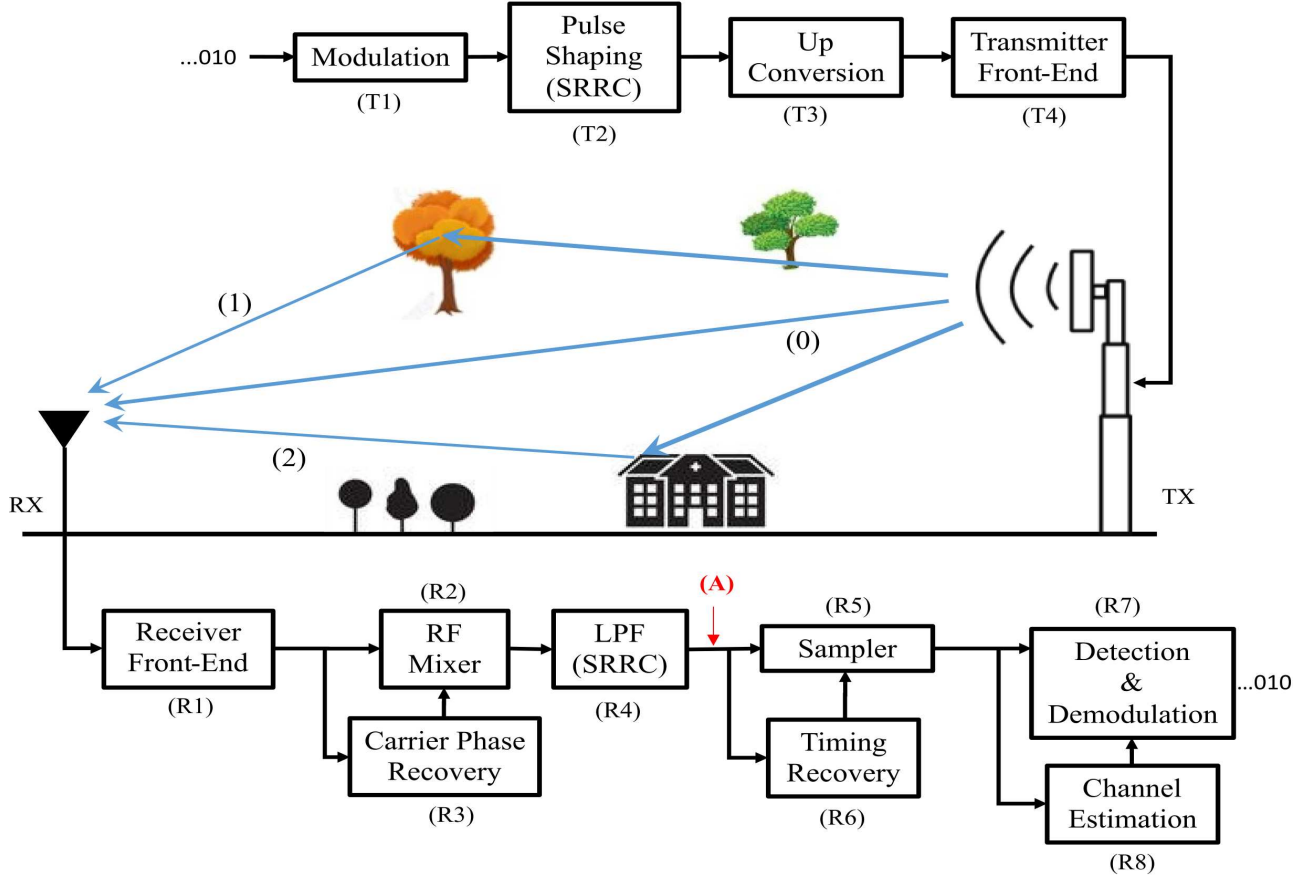 ...010
Modulation
(T1)
Pulse
Shaping
(SRRC)
(T2)
Up
Conversion
(T3)
Transmitter
Front-End
(T4)
(1)
(0)
(2)
RX
TX
Receiver
Front-End
(R1)
(R2)
RF
Mixer
Carrier Phase
Recovery
(R3)
LPF
(SRRC)
(R4)
(A)
(R5)
Sampler
Timing
Recovery
(R6)
(R7)
Detection
&
Demodulation
...010
Channel
Estimation
(R8)